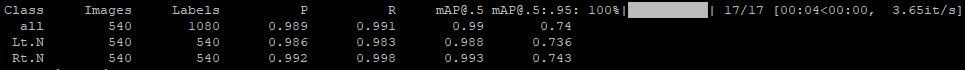 Class Images Labels P R mAP@.5 mAP@.5:.95: 100%| | 17/17 [00:04<00:00, 3.65it/s]
all 540 1080 0.989 0.991 0.99 0.74
Lt.N 540 540 0.986 0.983 0.988 0.736
Rt.N 540 540 0.992 0.998 0.993 0.743